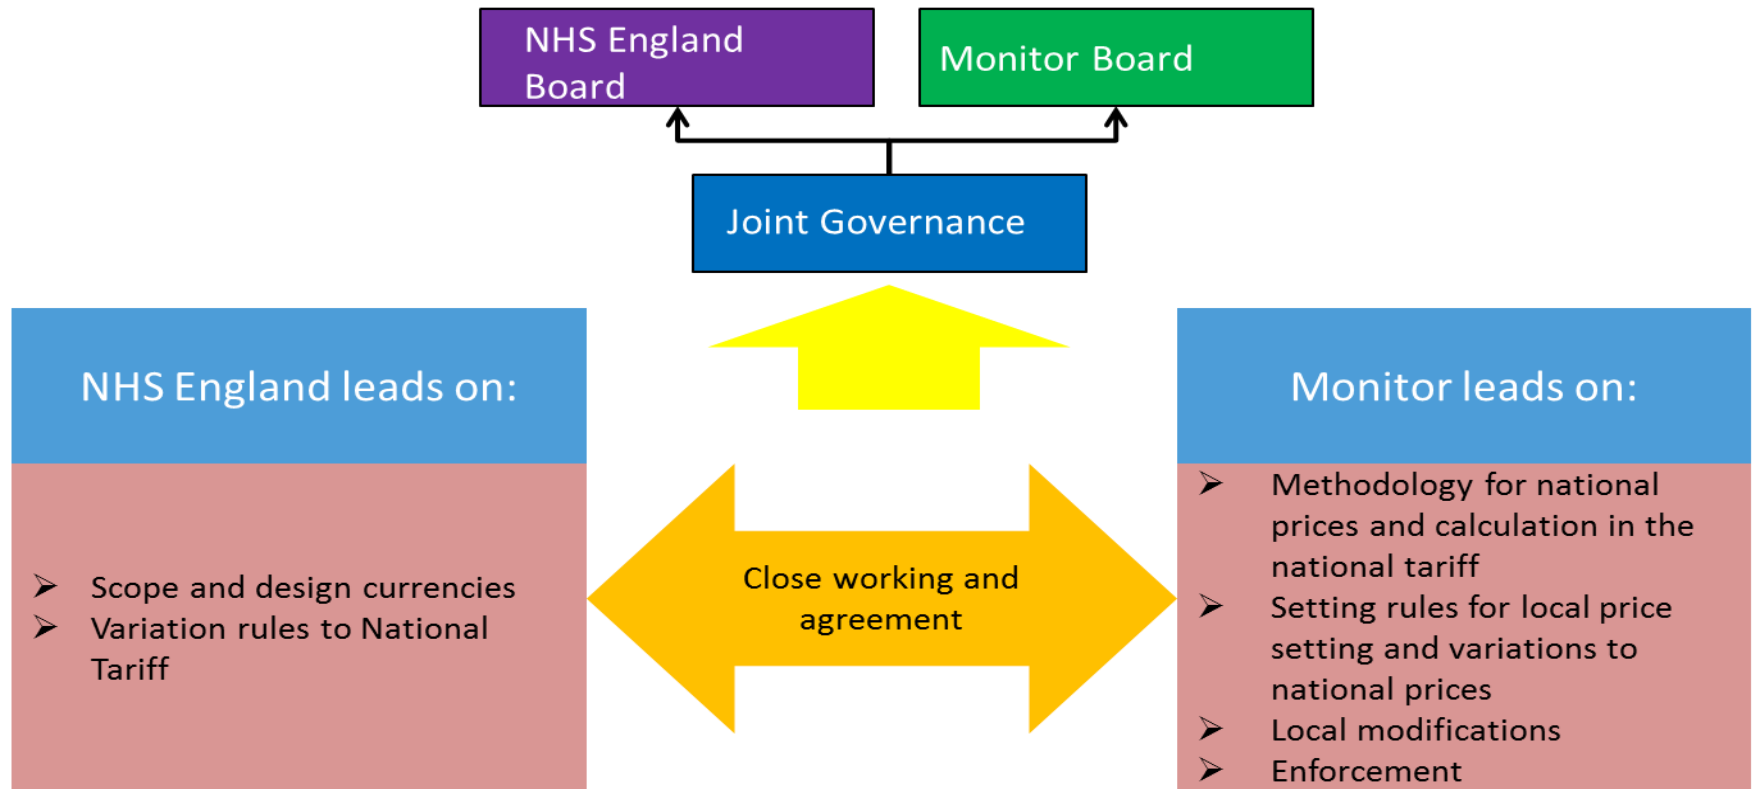 NHS England
Board
Monitor Board
Joint Governance
NHS England leads on:
➢ Scope and design currencies
➢ Variation rules to National
Tariff
Close working and
agreement
Monitor leads on:
➢ Methodology for national
prices and calculation in the
national tariff
➢ Setting rules for local price
setting and variations to
national prices
➢ Local modifications
➢ Enforcement